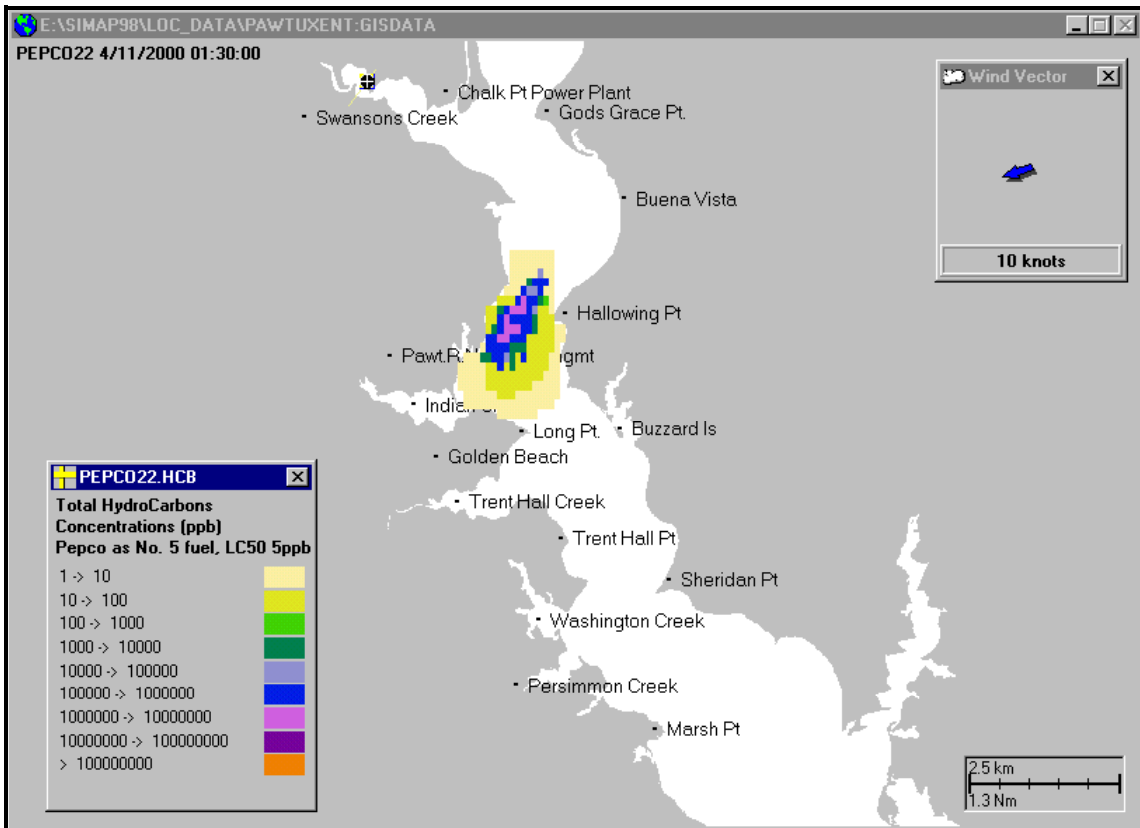 E:\SIMAP98\LOC_DATA\PAWTUXENT:GISDATA
PEPCO22 4/11/2000 01:30:00
Wind Vector
10 knots
Chalk Pt Power Plant
Gods Grace Pt.
Swansons Creek
Buena Vista
Hallowing Pt
Pawt.R.
gmt
Indian
Long Pt.
Buzzard Is
Golden Beach
Trent Hall Creek
Trent Hall Pt
Sheridan Pt
Washington Creek
Persimmon Creek
Marsh Pt
PEPCO22.HCB
Total HydroCarbons
Concentrations (ppb)
Pepco as No. 5 fuel, LC50 5ppb
1 -> 10
10 -> 100
100 -> 1000
1000 -> 10000
10000 -> 100000
100000 -> 1000000
1000000 -> 10000000
10000000 -> 100000000
> 100000000
2.5 km
1.3 Nm